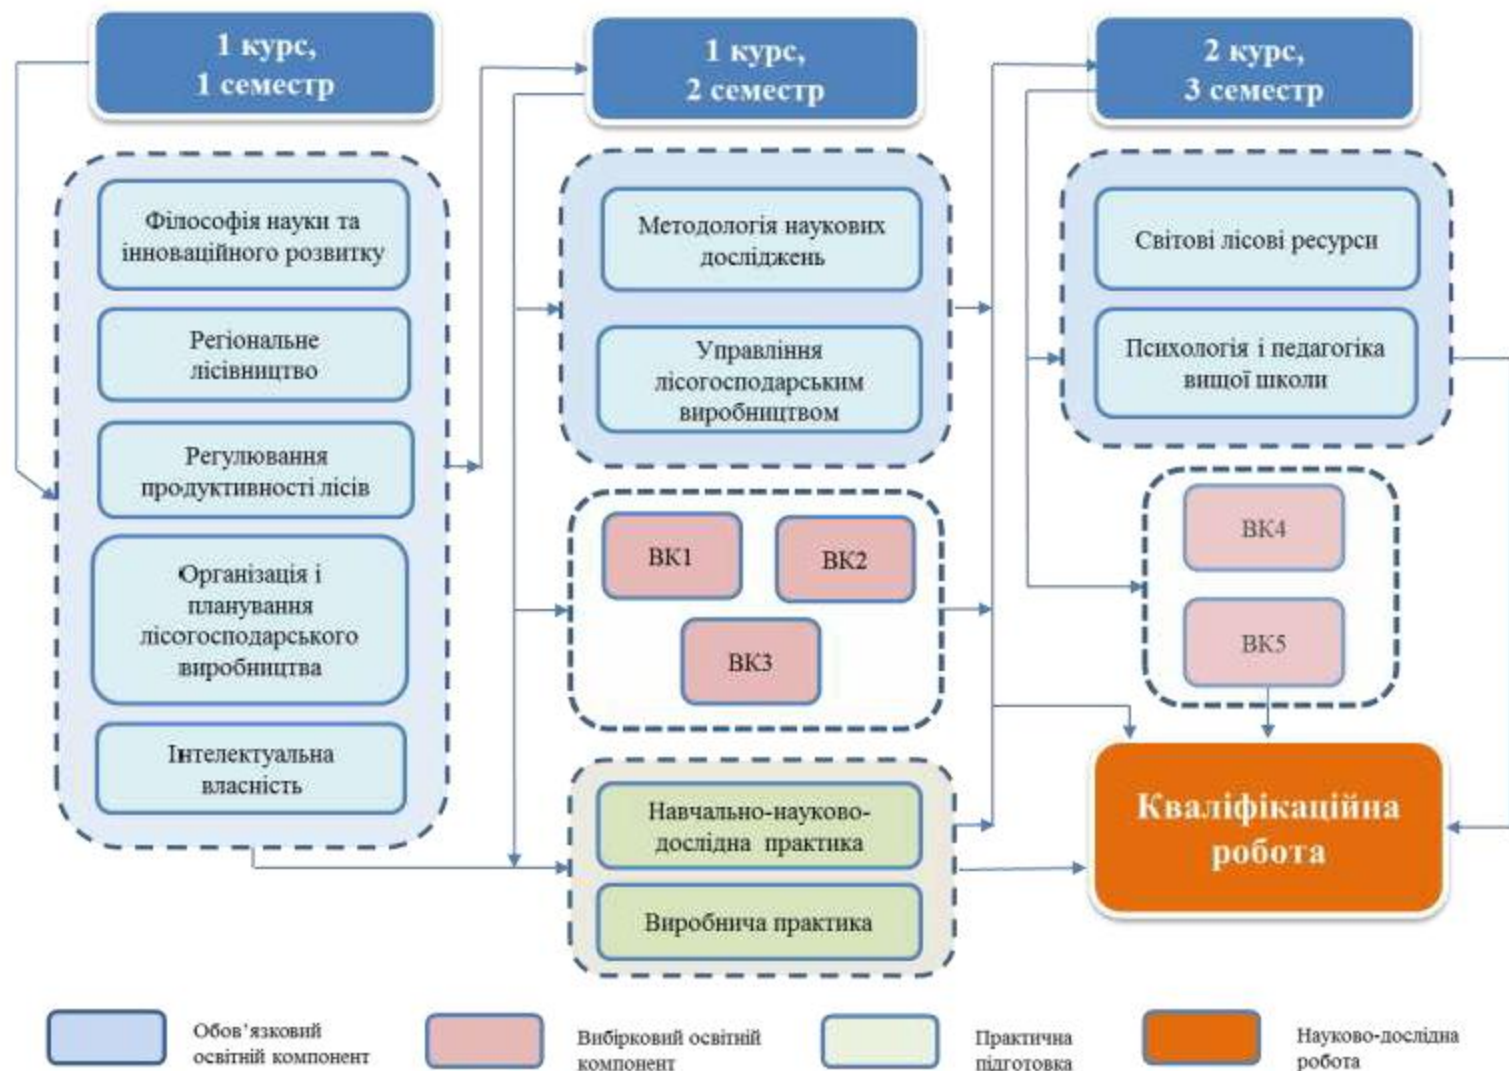 1 курс,
1 семестр
Філософія науки та
інноваційного розвитку
Регіональне
лісівництво
Регулювання
продуктивності лісів
Організація і
планування
лісогосподарського
виробництва
Інтелектуальна
власність
1 курс,
2 семестр
Методологія наукових
досліджень
Управління
лісогосподарським
виробництвом
ВК1
ВК2
ВК3
Навчально-науково-
дослідна практика
Виробнича практика
2 курс,
3 семестр
Світові лісові ресурси
Психологія і педагогіка
вищої школи
ВК4
ВК5
Кваліфікаційна
робота
Обов’язковий
освітній компонент
Вибірковий освітній
компонент
Практична
підготовка
Науково-дослідна
робота